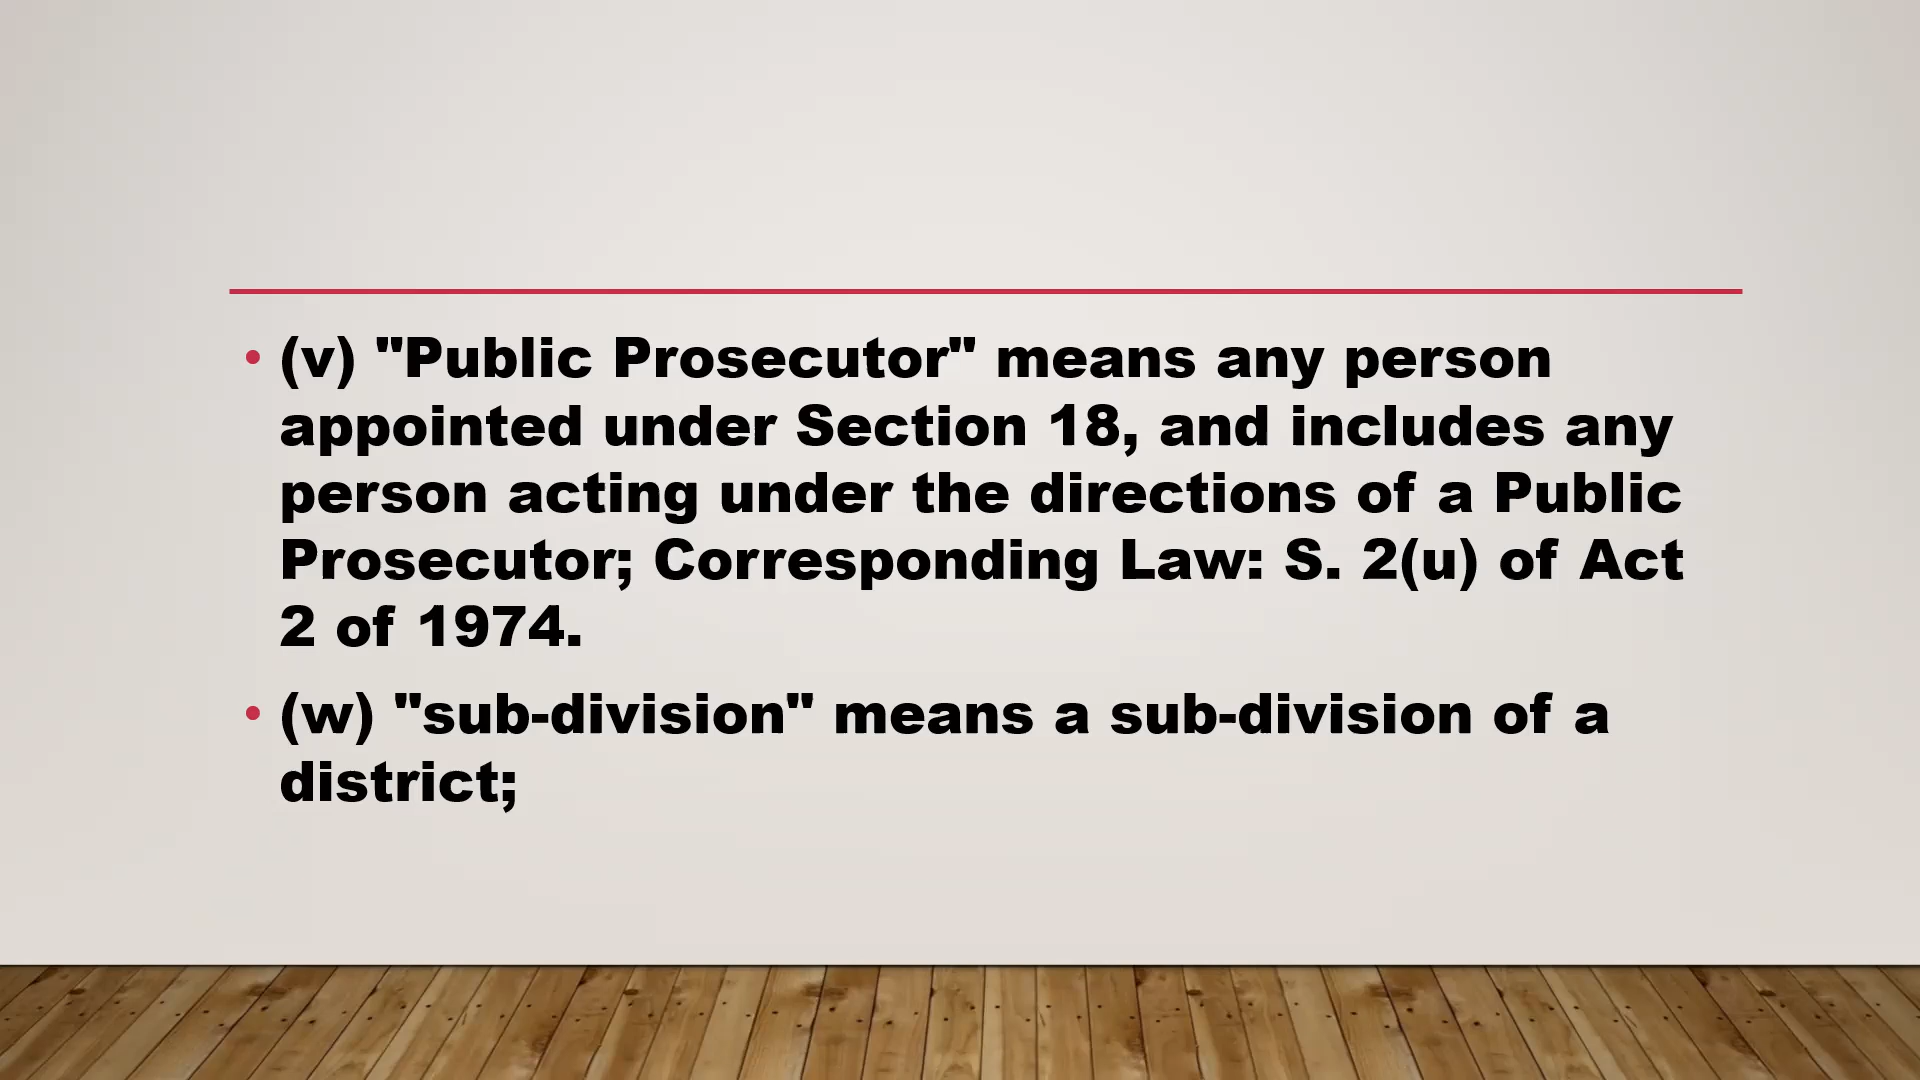 • (v) "Public Prosecutor" means any person
appointed under Section 18, and includes any
person acting under the directions of a Public
Prosecutor; Corresponding Law: S. 2(u) of Act
2 of 1974.
• (w) "sub-division" means a sub-division of a
district;